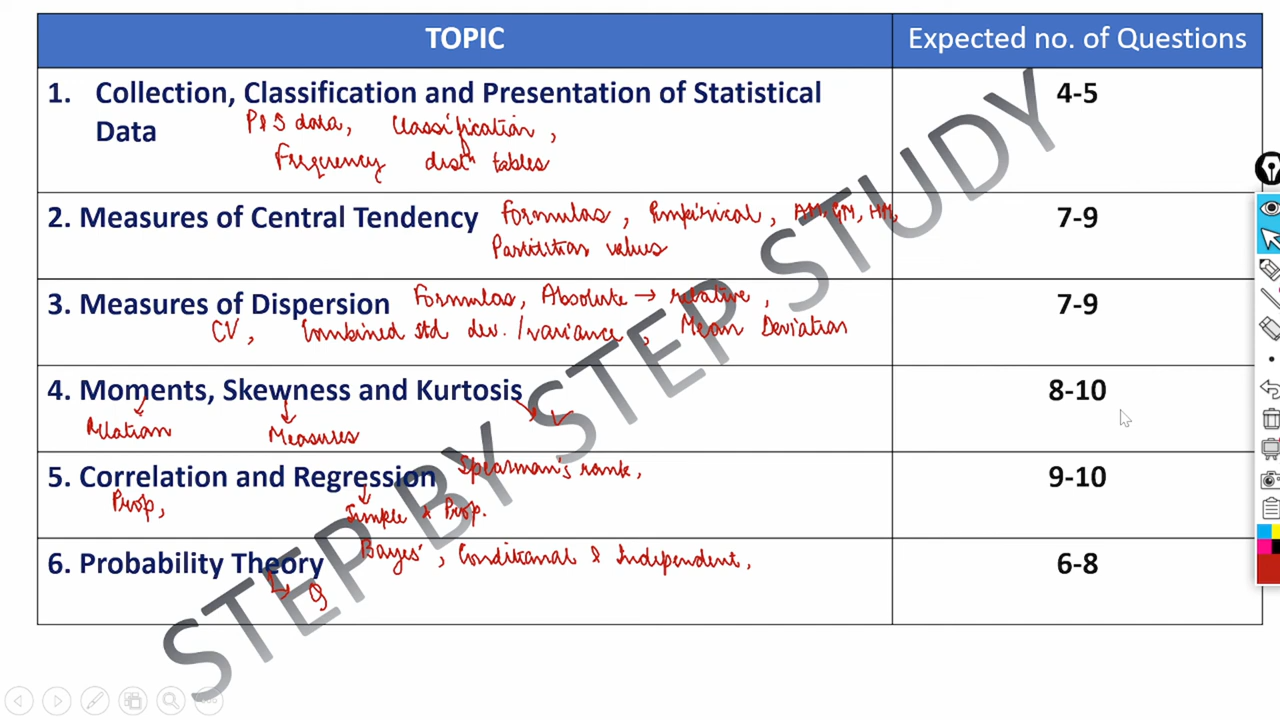 TOPIC
Expected no. of Questions
1. Collection, Classification and Presentation of Statistical
Data
P & S data, Classification,
Frequency distⁿ tables
4-5
2. Measures of Central Tendency
Formulas, Empirical, AM, GM, HM,
Partition values
7-9
3. Measures of Dispersion
Formulas, Absolute → relative,
CV, Combined std dev./variance, Mean Deviation
7-9
4. Moments, Skewness and Kurtosis
Relation
Measures
8-10
5. Correlation and Regression
Spearman's rank,
Prop,
Simple & Prop.
9-10
6. Probability Theory
Bayes', Conditional & Independent,
6-8
STEP BY STEP STUDY